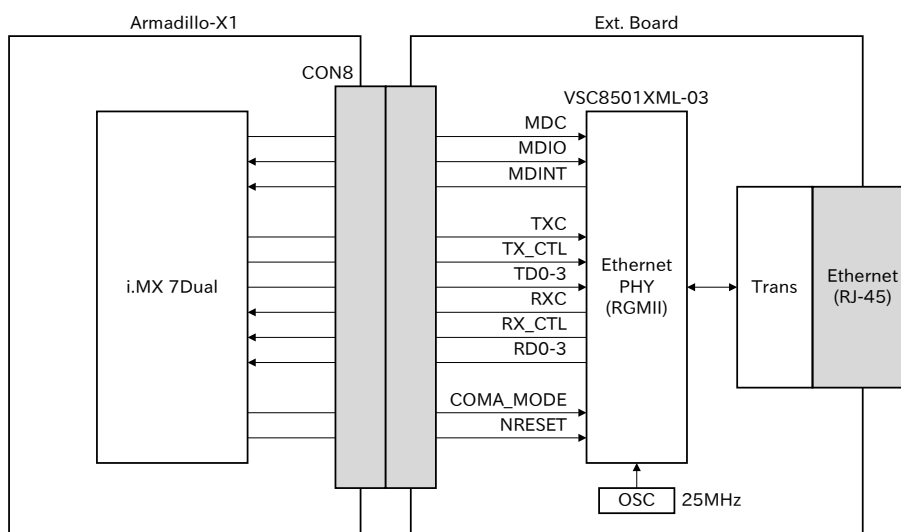 Armadillo-X1
Ext. Board
CON8
VSC8501XML-03
MDC
MDIO
MDINT
TXC
TX_CTL
TD0-3
RXC
RX_CTL
RD0-3
COMA_MODE
NRESET
i.MX 7Dual
Ethernet
PHY
(RGMII)
Trans
Ethernet
(RJ-45)
OSC
25MHz